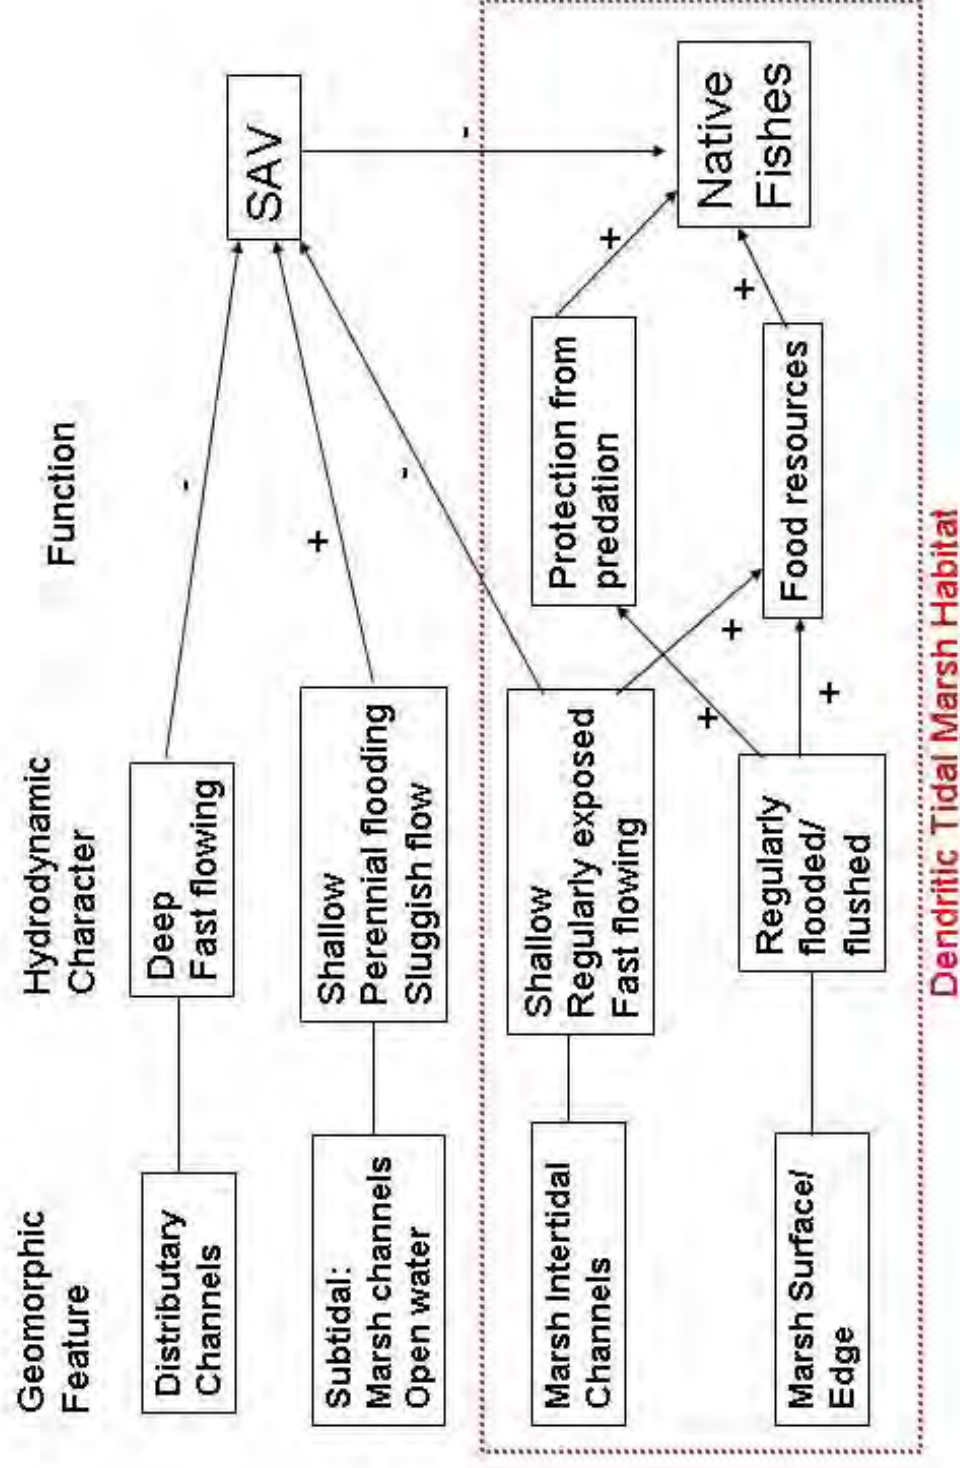 Geomorphic
Feature
Hydrodynamic
Character
Function
Distributary
Channels
Deep
Fast flowing
-
SAV
Subtidal:
Marsh channels
Open water
Shallow
Perennial flooding
Sluggish flow
+
-
-
Marsh Intertidal
Channels
Shallow
Regularly exposed
Fast flowing
Protection from
predation
+
Native
Fishes
+
+
+
Marsh Surface/
Edge
Regularly
flooded/
flushed
+
Food resources
Dendritic Tidal Marsh Habitat